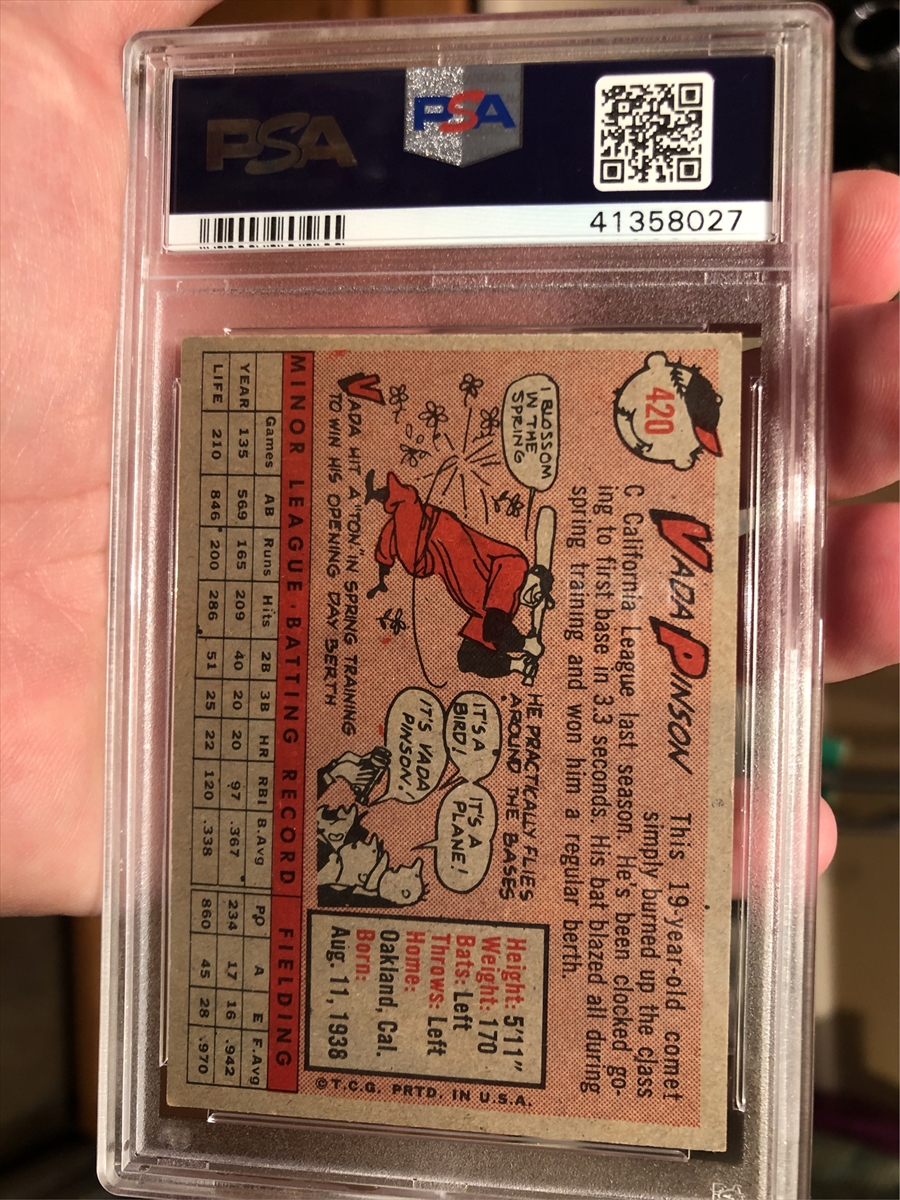 PSA
PSA
41358027
420
VADA PINSON
This 19-year-old comet
simply burned up the class
C California League last season. He's been clocked go-
ing to first base in 3.3 seconds. His bat blazed all during
spring training and won him a regular berth.
I BLOSSOM
IN THE
SPRING
VADA HIT A "TON" IN SPRING TRAINING
TO WIN HIS OPENING DAY BERTH
HE PRACTICALLY FLIES
AROUND THE BASES
IT'S A
BIRD!
IT'S A
PLANE!
IT'S VADA
PINSON!
Height: 5'11"
Weight: 170
Bats: Left
Throws: Left
Home:
Oakland, Cal.
Born:
Aug. 11, 1938
©T.C.G. PRTD. IN U.S.A.
MINOR LEAGUE BATTING RECORD FIELDING
Games AB Runs Hits 2B 3B HR RBI B.Avg PO A E F.Avg
YEAR 135 569 165 209 40 20 20 97 .367 234 17 16 .942
LIFE 210 846 200 286 51 25 22 120 .338 860 45 28 .970